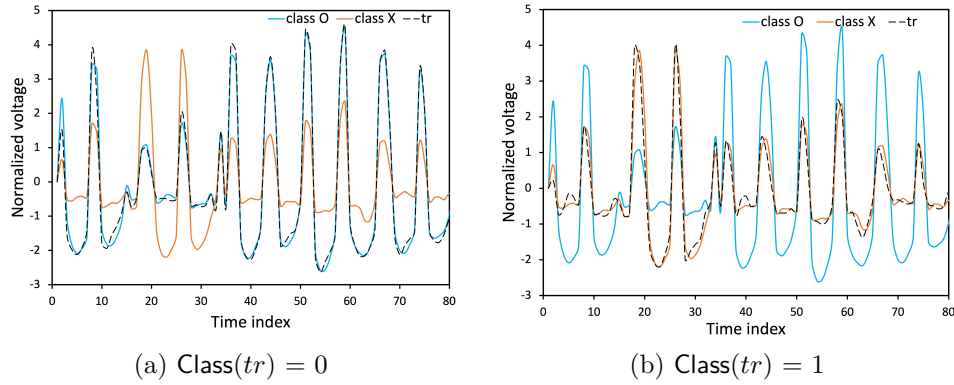 class O class X tr
5
4
3
2
1
0
-1
-2
-3
Normalized voltage
0 10 20 30 40 50 60 70 80
Time index
(a) Class(tr) = 0
class O class X tr
5
4
3
2
1
0
-1
-2
-3
Normalized voltage
0 10 20 30 40 50 60 70 80
Time index
(b) Class(tr) = 1